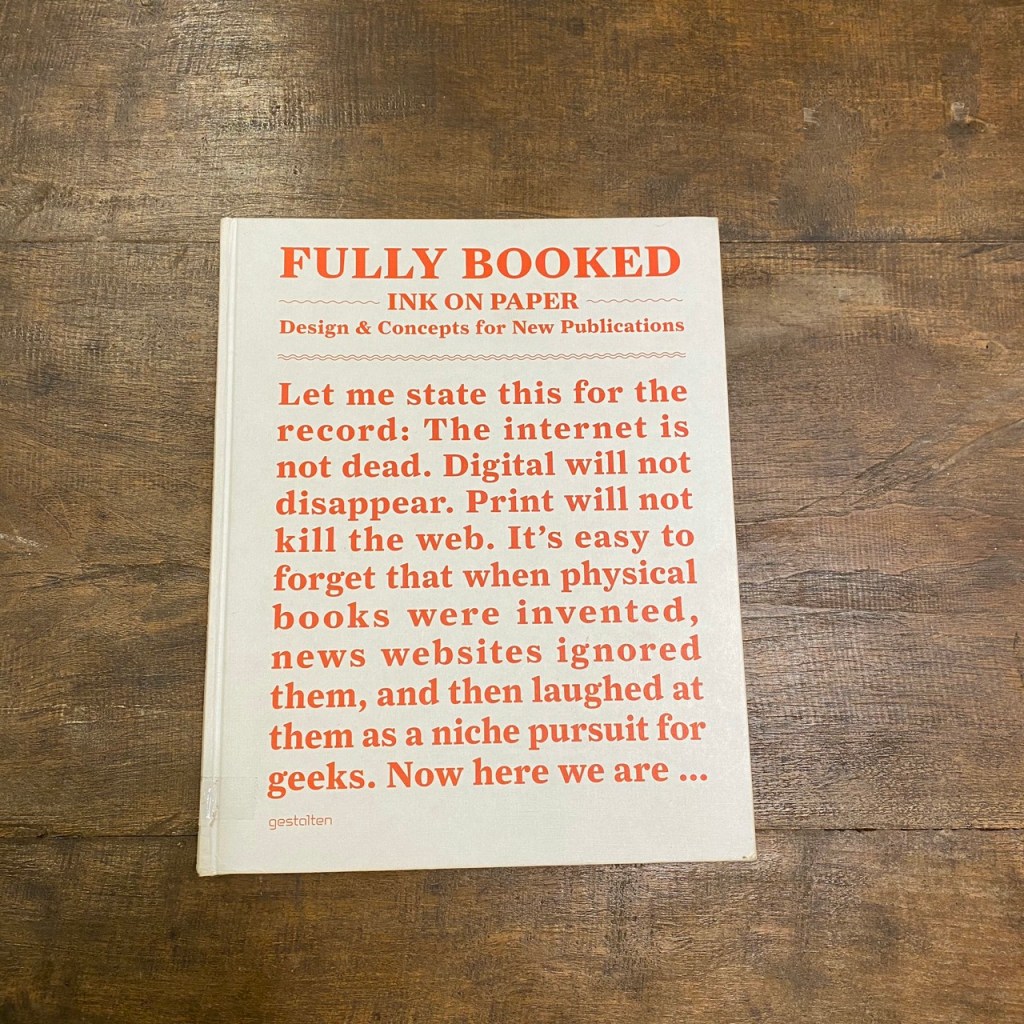 FULLY BOOKED
INK ON PAPER
Design & Concepts for New Publications
Let me state this for the
record: The internet is
not dead. Digital will not
disappear. Print will not
kill the web. It’s easy to
forget that when physical
books were invented,
news websites ignored
them, and then laughed at
them as a niche pursuit for
geeks. Now here we are ...
gestalten